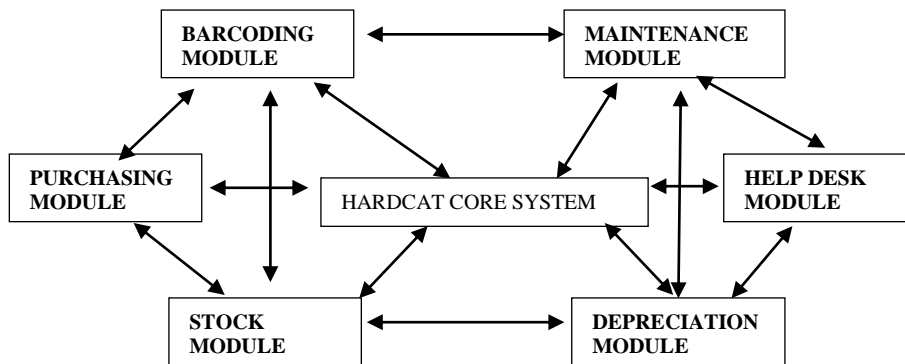 BARCODING
MODULE
MAINTENANCE
MODULE
PURCHASING
MODULE
HARDCAT CORE SYSTEM
HELP DESK
MODULE
STOCK
MODULE
DEPRECIATION
MODULE